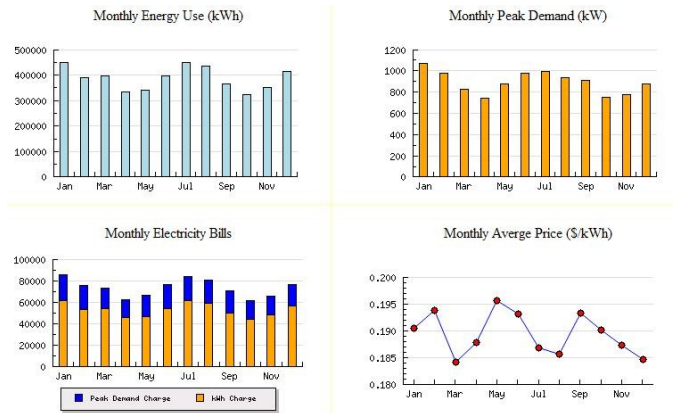 Monthly Energy Use (kWh)
500000
400000
300000
200000
100000
0
Jan Mar May Jul Sep Nov
Monthly Peak Demand (kW)
1200
1000
800
600
400
200
0
Jan Mar May Jul Sep Nov
Monthly Electricity Bills
100000
80000
60000
40000
20000
0
Jan Mar May Jul Sep Nov
Peak Demand Charge kWh Charge
Monthly Averge Price ($/kWh)
0.200
0.195
0.190
0.185
0.180
Jan Mar May Jul Sep Nov